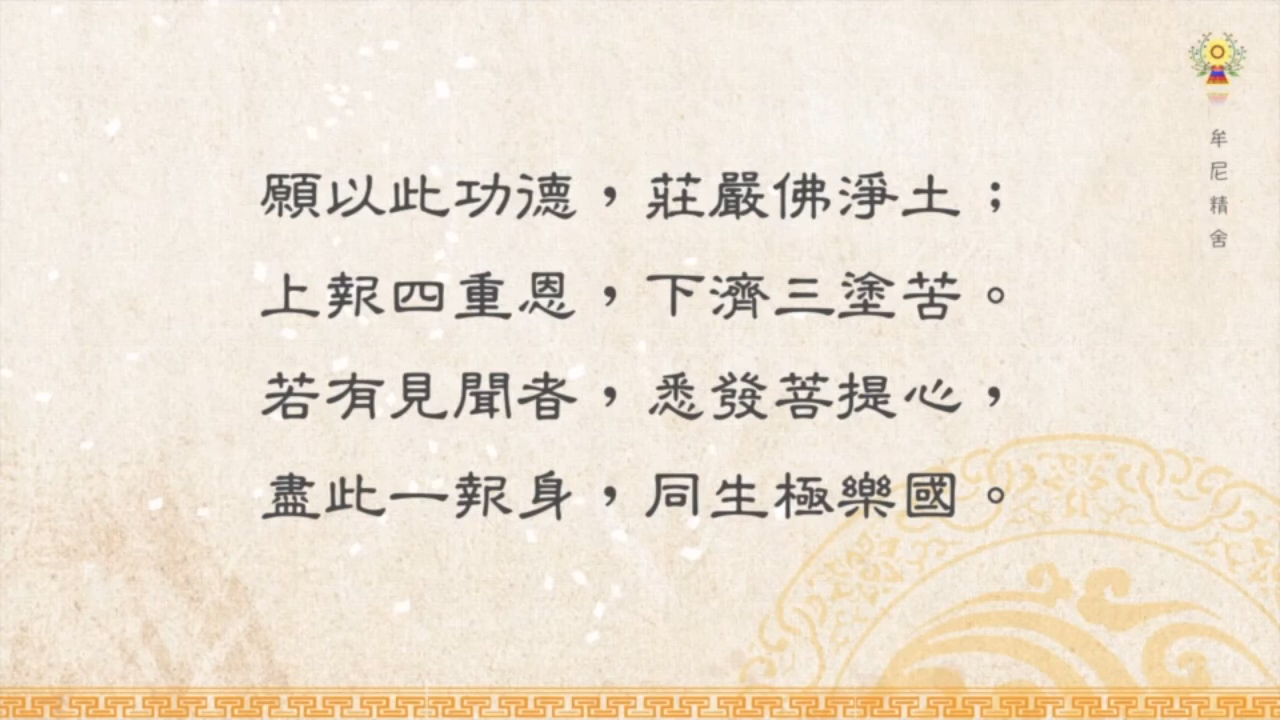 願以此功德，莊嚴佛淨土；
上報四重恩，下濟三塗苦。
若有見聞者，悉發菩提心，
盡此一報身，同生極樂國。
牟尼精舍